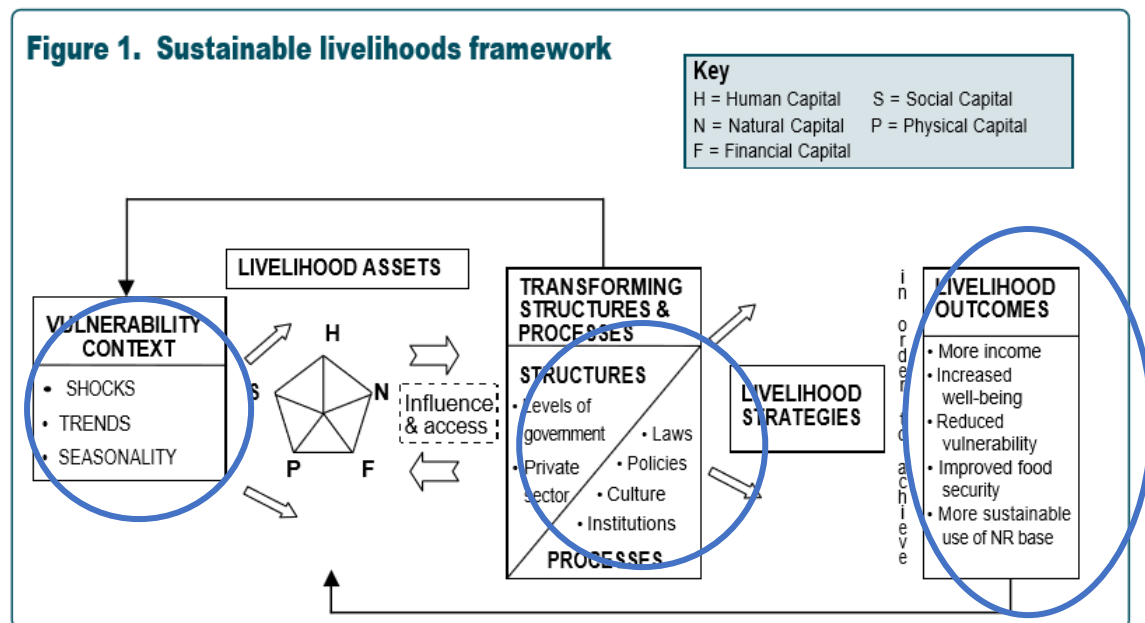 Figure 1. Sustainable livelihoods framework
Key
H = Human Capital S = Social Capital
N = Natural Capital P = Physical Capital
F = Financial Capital
LIVELIHOOD ASSETS
VULNERABILITY
CONTEXT
• SHOCKS
• TRENDS
• SEASONALITY
H
S
N
P
F
Influence
& access
TRANSFORMING
STRUCTURES &
PROCESSES
STRUCTURES
• Levels of
government
• Private
sector
• Laws
• Policies
• Culture
• Institutions
PROCESSES
LIVELIHOOD
STRATEGIES
in order to achieve
LIVELIHOOD
OUTCOMES
• More income
• Increased
well-being
• Reduced
vulnerability
• Improved food
security
• More sustainable
use of NR base